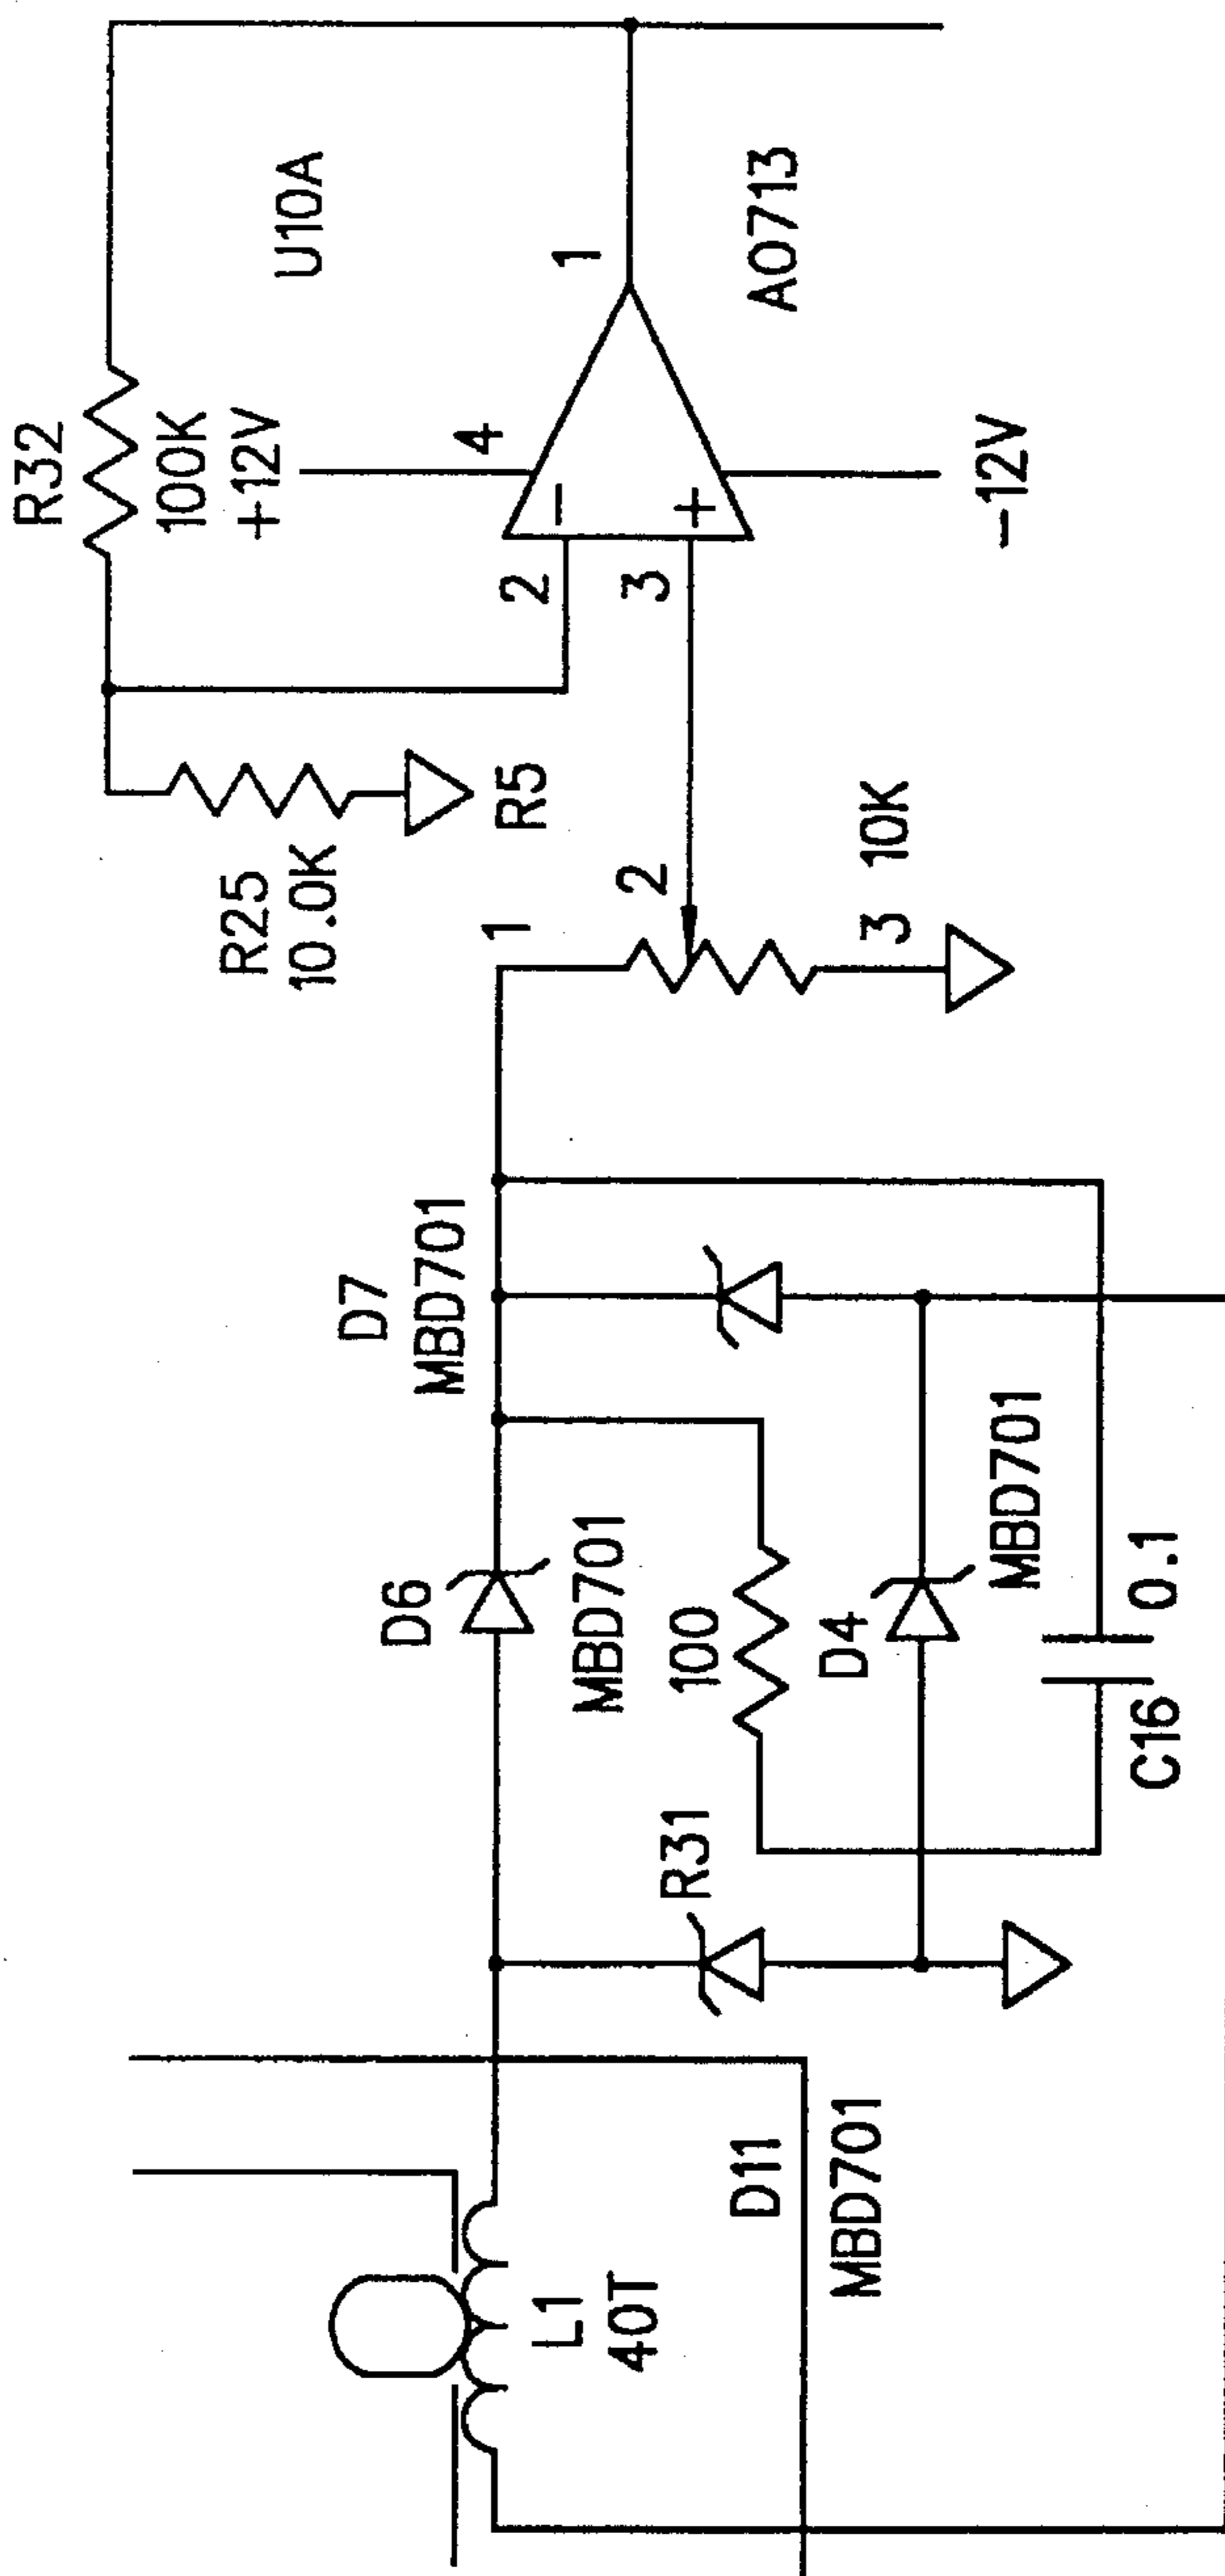 R32
100K
+12V
U10A
4
1
2
3
A0713
-12V
R25
10.0K
R5
1
2
3 10K
D7
MBD701
D6
MBD701
100
R31
D4
MBD701
C16 0.1
L1
40T
D11
MBD701